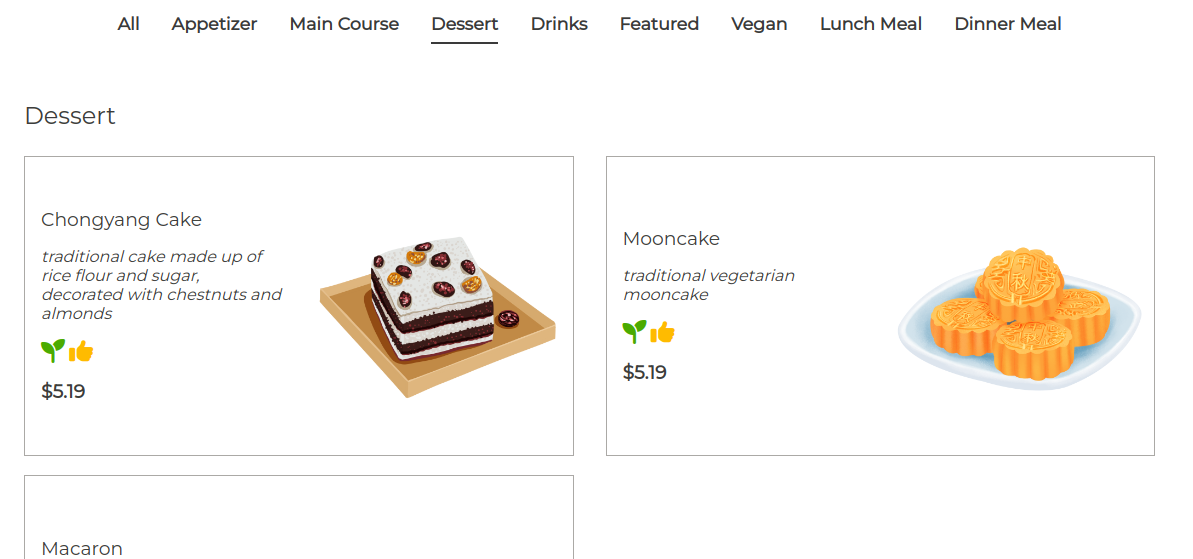 All Appetizer Main Course Dessert Drinks Featured Vegan Lunch Meal Dinner Meal
Dessert
Chongyang Cake
traditional cake made up of
rice flour and sugar,
decorated with chestnuts and
almonds
$5.19
Mooncake
traditional vegetarian
mooncake
$5.19
秋
Macaron